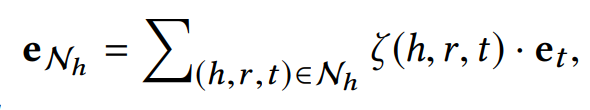 𝐞_{𝒩_h} = ∑_{(h,r,t)∈𝒩_h} ζ(h, r, t) · 𝐞_t,